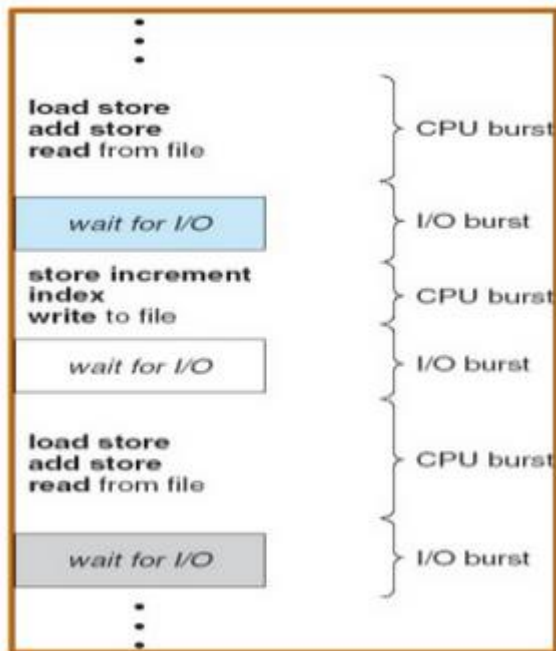 load store
add store
read from file
CPU burst
wait for I/O
I/O burst
store increment
index
write to file
CPU burst
wait for I/O
I/O burst
load store
add store
read from file
CPU burst
wait for I/O
I/O burst